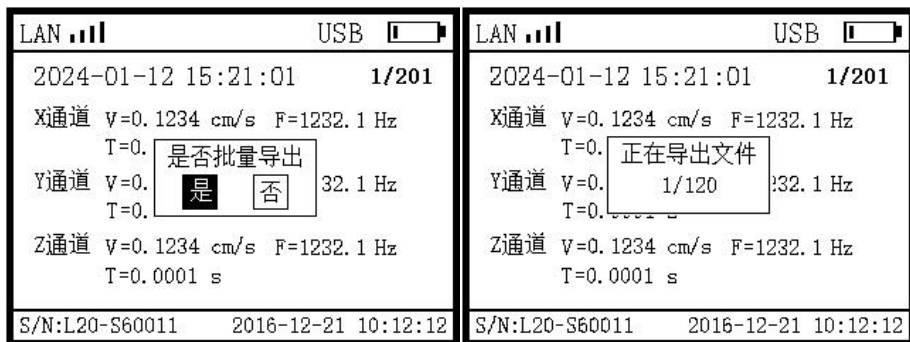 LAN USB
2024-01-12 15:21:01 1/201
X通道 V=0.1234 cm/s F=1232.1 Hz
T=0.
是否批量导出
Y通道 V=0. 32.1 Hz
是 否
T=0.
Z通道 V=0.1234 cm/s F=1232.1 Hz
T=0.0001 s
S/N:L20-S60011 2016-12-21 10:12:12
LAN USB
2024-01-12 15:21:01 1/201
X通道 V=0.1234 cm/s F=1232.1 Hz
T=0.
正在导出文件
Y通道 V=0. 232.1 Hz
1/120
T=0.
Z通道 V=0.1234 cm/s F=1232.1 Hz
T=0.0001 s
S/N:L20-S60011 2016-12-21 10:12:12